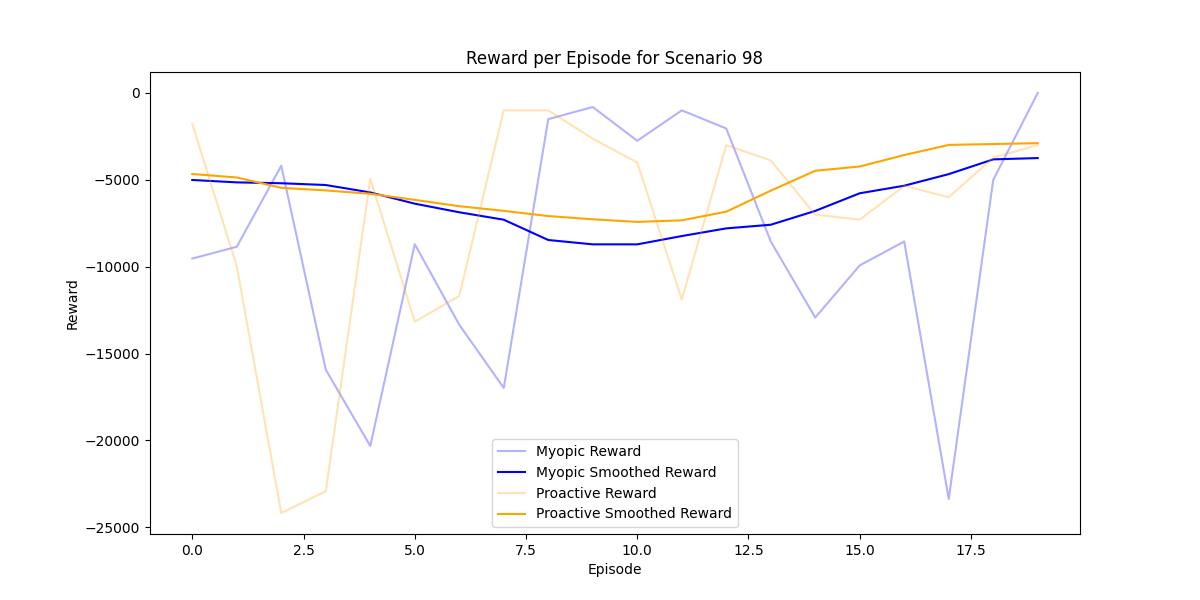 Reward per Episode for Scenario 98
Reward
0
−5000
−10000
−15000
−20000
−25000
Myopic Reward
Myopic Smoothed Reward
Proactive Reward
Proactive Smoothed Reward
0.0 2.5 5.0 7.5 10.0 12.5 15.0 17.5
Episode